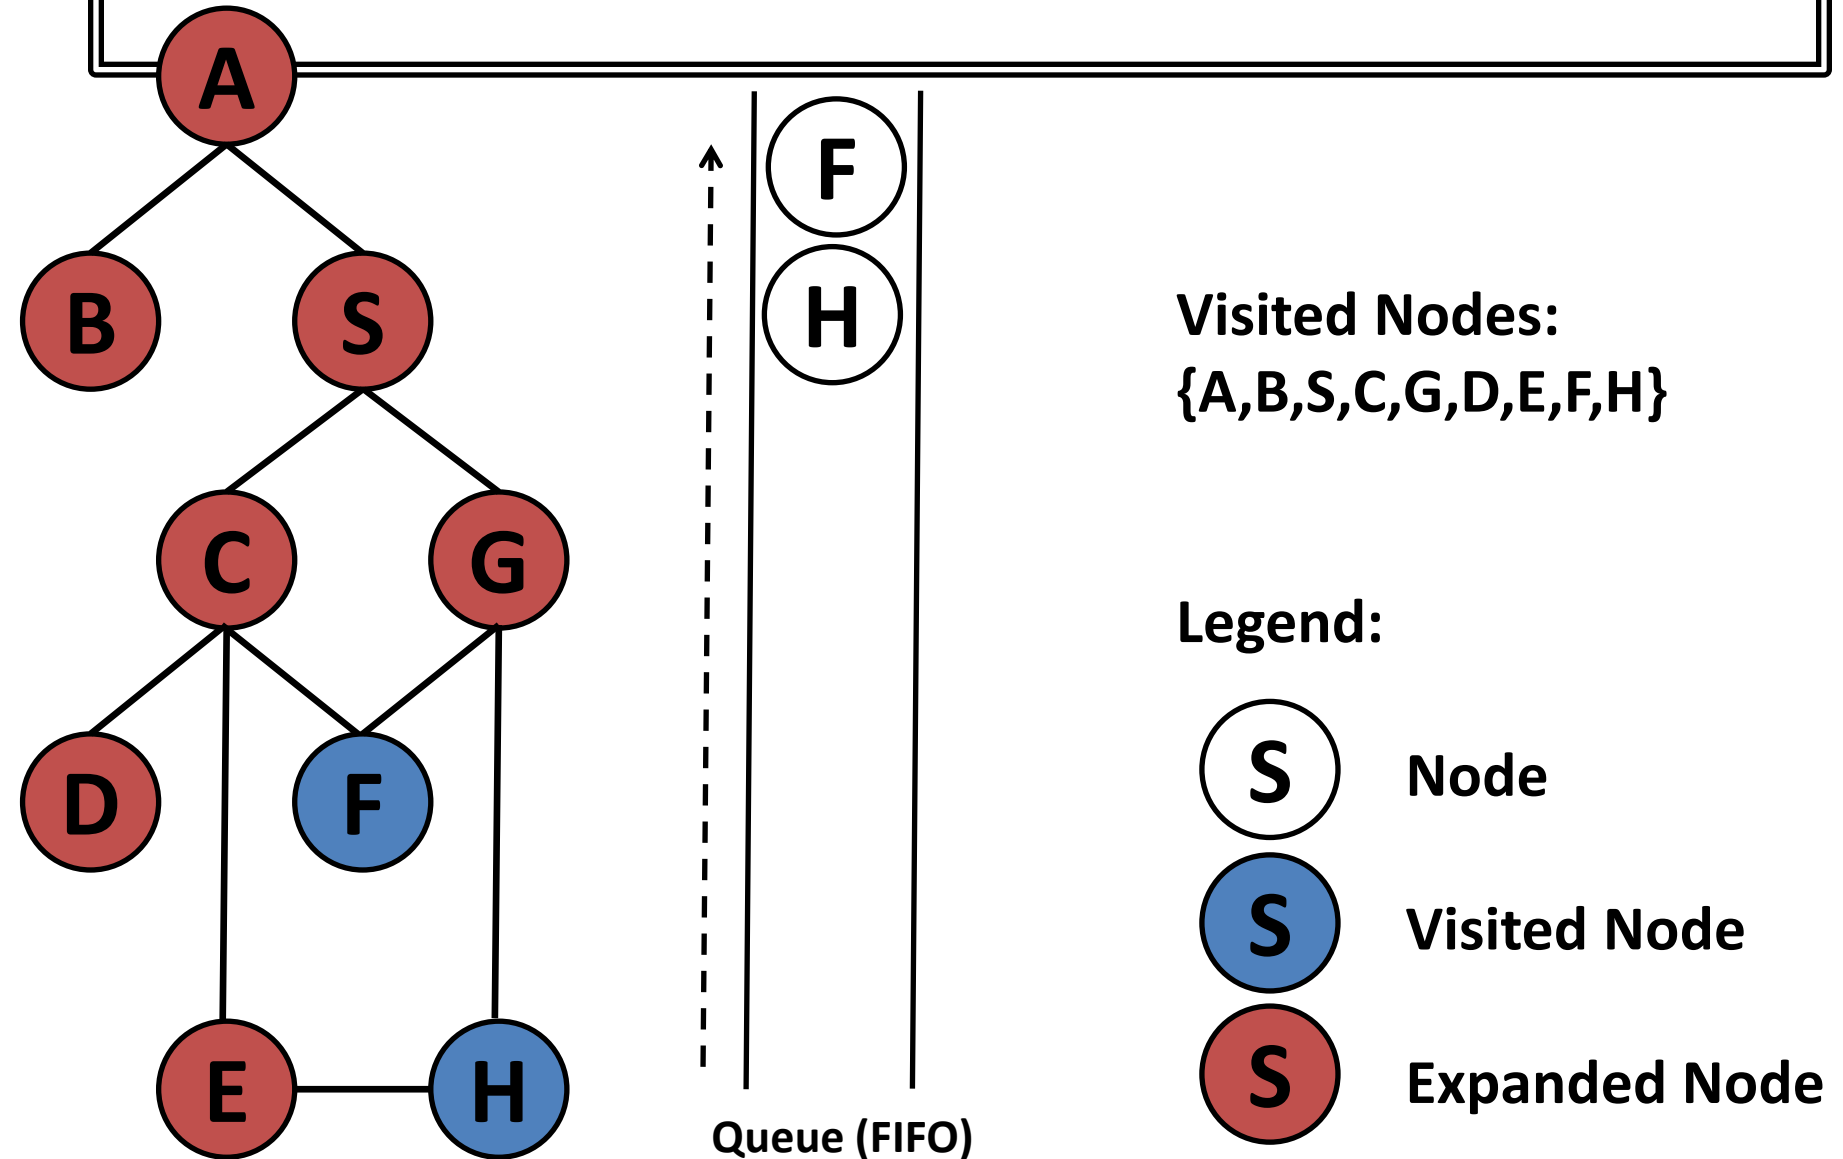 A
B
S
C
G
D
F
E
H
F
H
Queue (FIFO)
Visited Nodes:
{A,B,S,C,G,D,E,F,H}
Legend:
S Node
S Visited Node
S Expanded Node